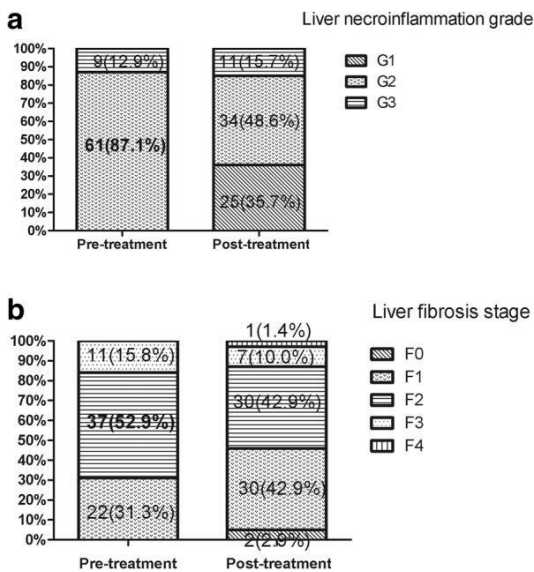 a
Liver necroinflammation grade
100%
90%
80%
70%
60%
50%
40%
30%
20%
10%
0%
9(12.9%)
61(87.1%)
11(15.7%)
34(48.6%)
25(35.7%)
G1
G2
G3
Pre-treatment
Post-treatment
b
Liver fibrosis stage
100%
90%
80%
70%
60%
50%
40%
30%
20%
10%
0%
11(15.8%)
37(52.9%)
22(31.3%)
1(1.4%)
7(10.0%)
30(42.9%)
30(42.9%)
2(2.9%)
F0
F1
F2
F3
F4
Pre-treatment
Post-treatment